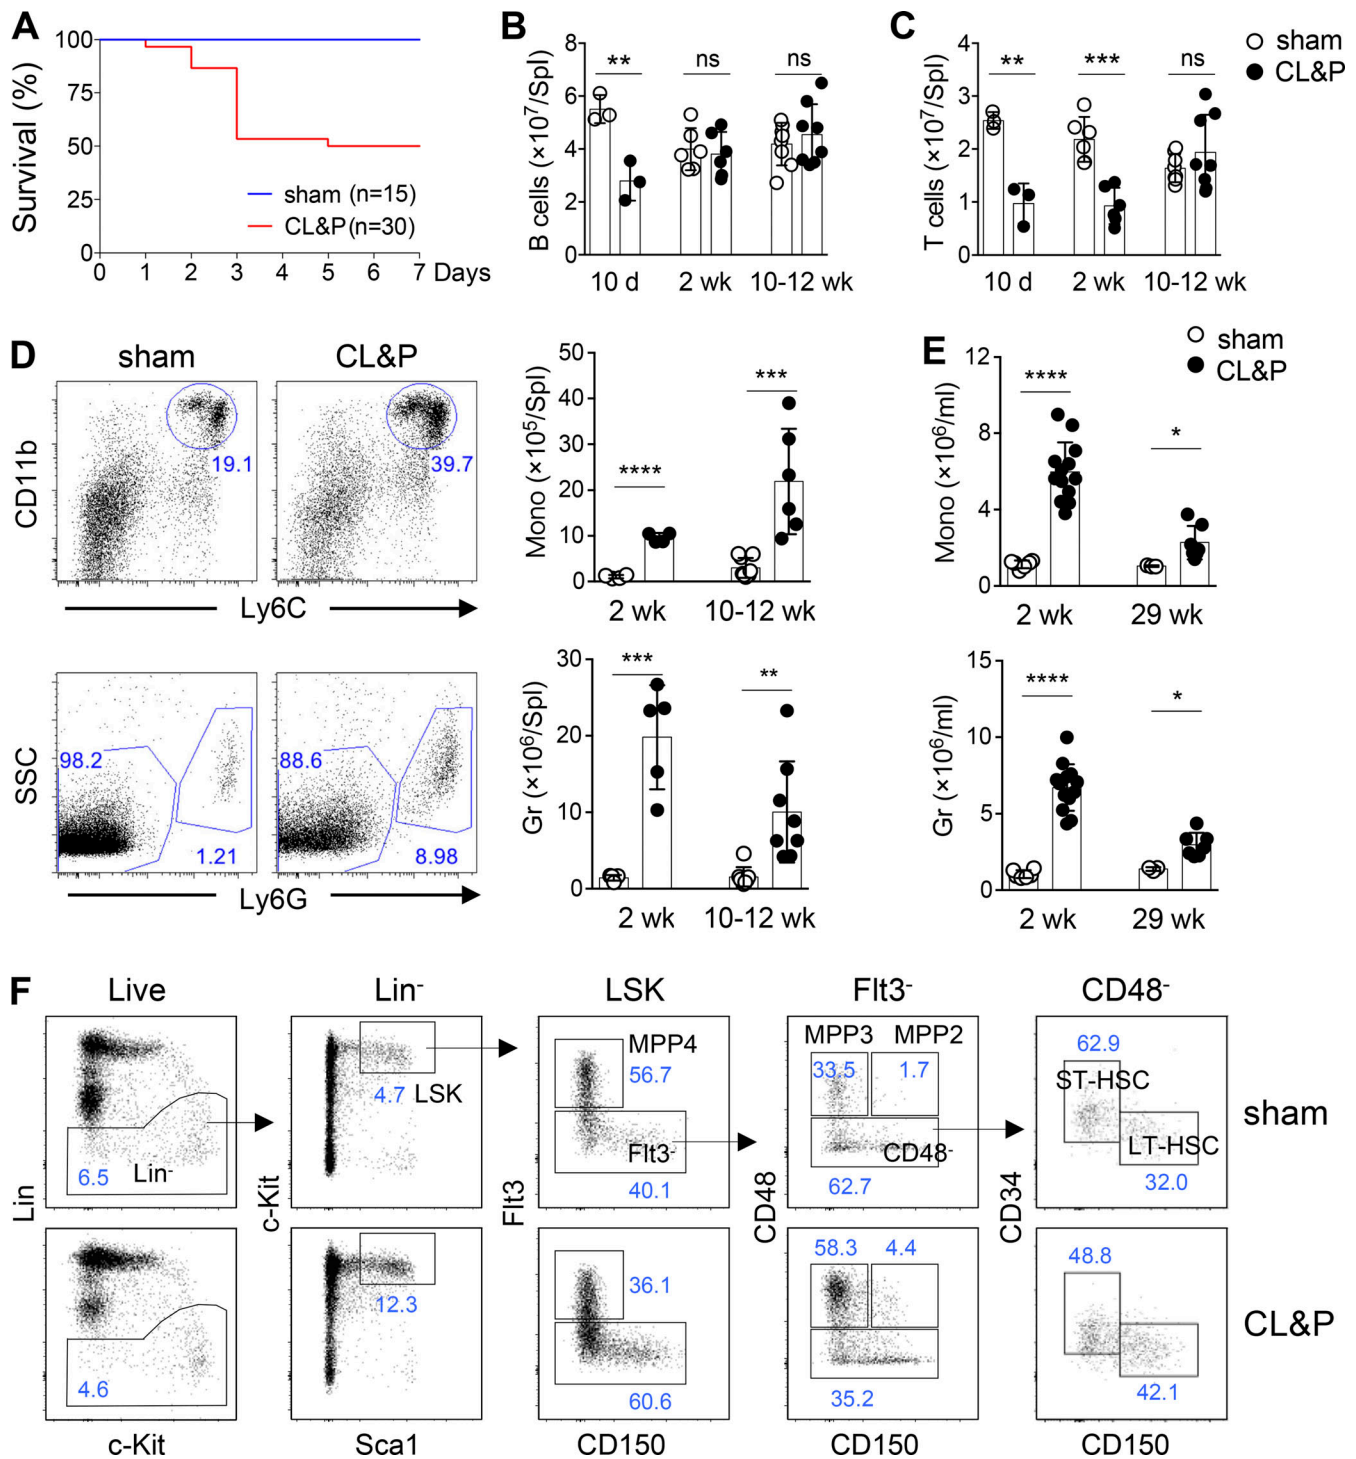 A
Survival (%)
100
75
50
25
0
sham (n=15)
CL&P (n=30)
0 1 2 3 4 5 6 7 Days
B
B cells (×10⁷/Spl)
8
6
4
2
0
** ns ns
10 d 2 wk 10-12 wk
C
T cells (×10⁷/Spl)
4
3
2
1
0
** *** ns
10 d 2 wk 10-12 wk
sham
CL&P
D
sham CL&P
CD11b
19.1 39.7
Ly6C
SSC
98.2 88.6
1.21 8.98
Ly6G
Mono (×10⁵/Spl)
50
40
30
20
10
0
**** ***
2 wk 10-12 wk
Gr (×10⁶/Spl)
30
20
10
0
*** **
2 wk 10-12 wk
E
sham
CL&P
Mono (×10⁶/ml)
12
8
4
0
**** *
2 wk 29 wk
Gr (×10⁶/ml)
15
10
5
0
**** *
2 wk 29 wk
F
Live Lin⁻ LSK Flt3⁻ CD48⁻
Lin
6.5 Lin⁻
c-Kit
4.7 LSK
Flt3
MPP4
56.7
Flt3⁻
40.1
CD48
MPP3 MPP2
33.5 1.7
CD48⁻
62.7
CD34
62.9
ST-HSC
LT-HSC
32.0
sham
4.6
12.3
36.1
60.6
58.3 4.4
35.2
48.8
42.1
CL&P
c-Kit Sca1 CD150 CD150 CD150